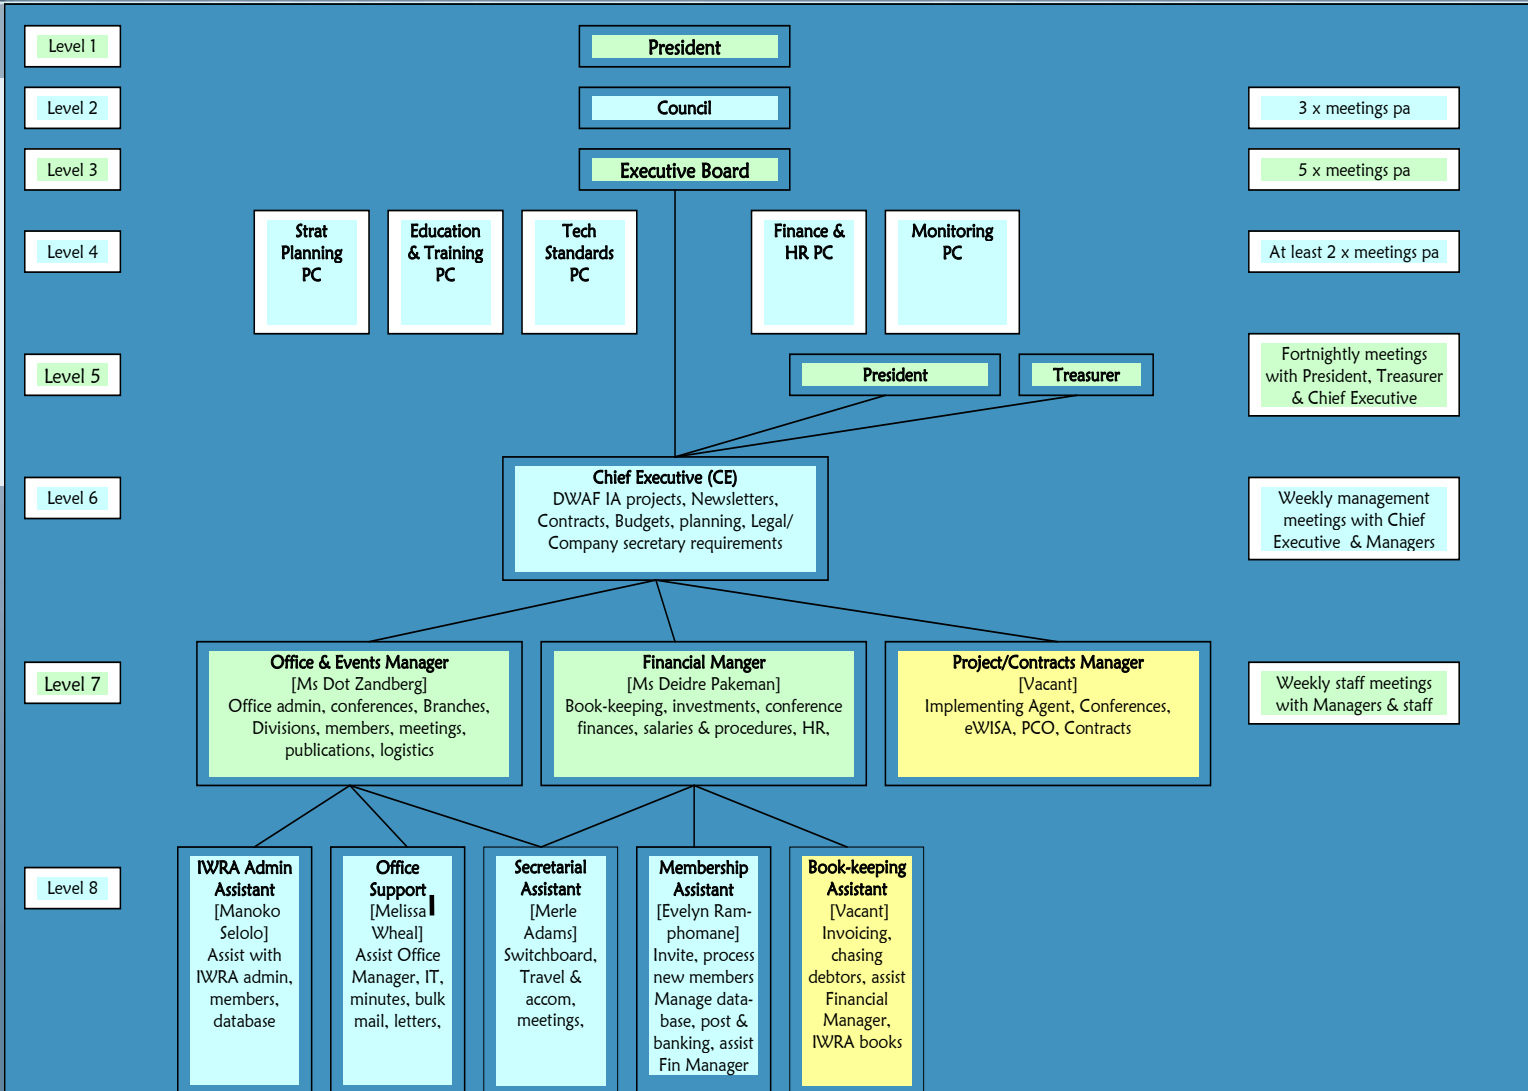 Level 1
President
Level 2
Council
3 x meetings pa
Level 3
Executive Board
5 x meetings pa
Level 4
Strat
Planning
PC
Education
& Training
PC
Tech
Standards
PC
Finance &
HR PC
Monitoring
PC
At least 2 x meetings pa
Level 5
President
Treasurer
Fortnightly meetings
with President, Treasurer
& Chief Executive
Level 6
Chief Executive (CE)
DWAF IA projects, Newsletters,
Contracts, Budgets, planning, Legal/
Company secretary requirements
Weekly management
meetings with Chief
Executive & Managers
Level 7
Office & Events Manager
[Ms Dot Zandberg]
Office admin, conferences, Branches,
Divisions, members, meetings,
publications, logistics
Financial Manger
[Ms Deidre Pakeman]
Book-keeping, investments, conference
finances, salaries & procedures, HR,
Project/Contracts Manager
[Vacant]
Implementing Agent, Conferences,
eWISA, PCO, Contracts
Weekly staff meetings
with Managers & staff
Level 8
IWRA Admin
Assistant
[Manoko
Selolo]
Assist with
IWRA admin,
members,
database
Office
Support
[Melissa
Wheal]
Assist Office
Manager, IT,
minutes, bulk
mail, letters,
Secretarial
Assistant
[Merle
Adams]
Switchboard,
Travel &
accom,
meetings,
Membership
Assistant
[Evelyn Ram-
phomane]
Invite, process
new members
Manage data-
base, post &
banking, assist
Fin Manager
Book-keeping
Assistant
[Vacant]
Invoicing,
chasing
debtors, assist
Financial
Manager,
IWRA books